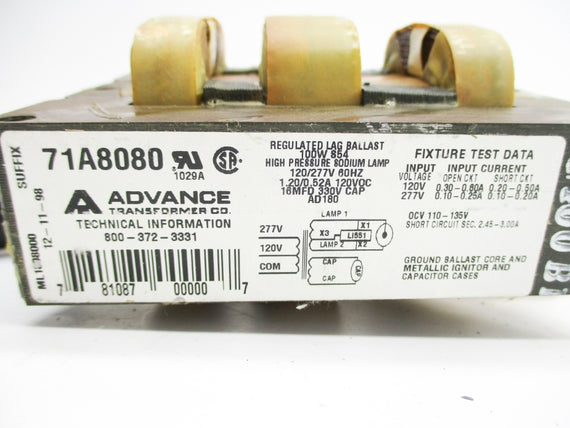 SUFFIX
ML1638000 12-11-98
71A8080
1029A
ADVANCE
TRANSFORMER CO.
TECHNICAL INFORMATION
800-372-3331
7 81087 00000 7
REGULATED LAG BALLAST
100W 854
HIGH PRESSURE SODIUM LAMP
120/277V 60HZ
1.20/0.52A 120VOC
16MFD 330V CAP
AD180
LAMP 1
277V
X3
X1
LI551
120V
LAMP 2
X2
COM
CAP
CAP
CAP
FIXTURE TEST DATA
INPUT INPUT CURRENT
VOLTAGE OPEN CKT SHORT CKT
120V 0.30-0.80A 0.20-0.50A
277V 0.10-0.25A 0.10-0.20A
OCV 110-135V
SHORT CIRCUIT SEC. 2.45-3.00A
GROUND BALLAST CORE AND
METALLIC IGNITOR AND
CAPACITOR CASES